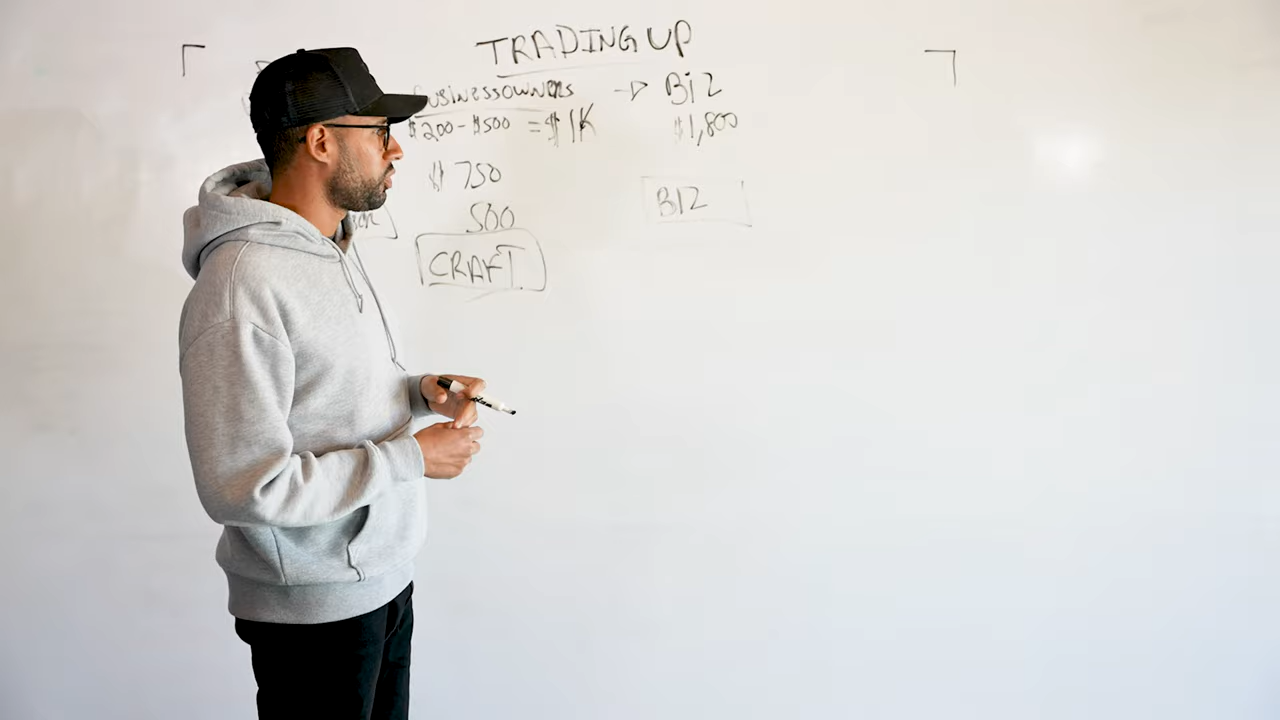 TRADING UP
BUSINESSOWNERS → BIZ
$200 - $500 = $1K $1,800
$750
500
BIZ
CRAFT